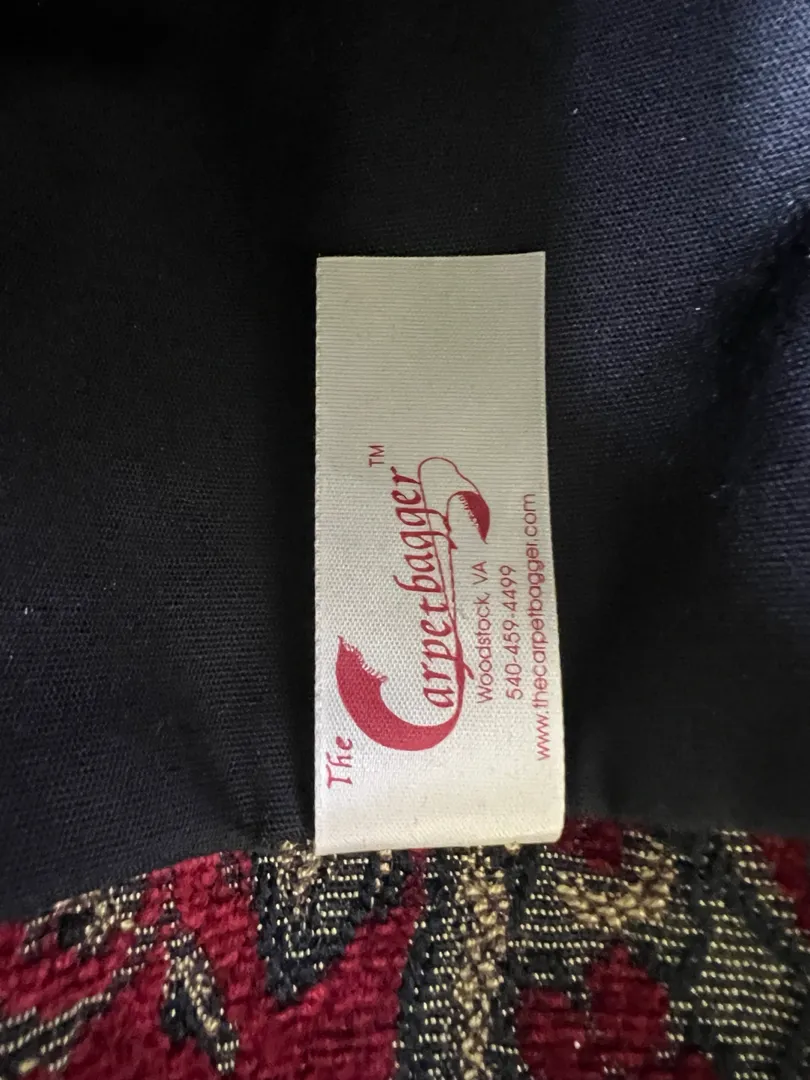 The
Carpetbagger™
Woodstock, VA
540-459-4499
www.thecarpetbagger.com